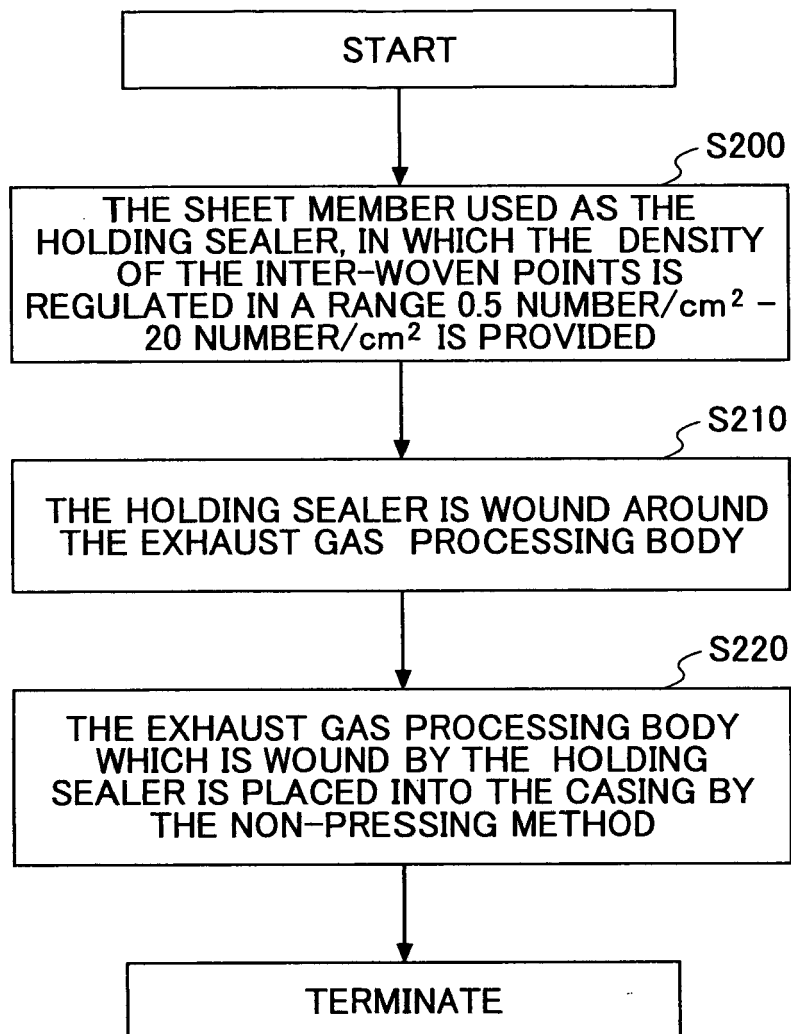 START
S200
THE SHEET MEMBER USED AS THE
HOLDING SEALER, IN WHICH THE DENSITY
OF THE INTER-WOVEN POINTS IS
REGULATED IN A RANGE 0.5 NUMBER/cm² –
20 NUMBER/cm² IS PROVIDED
S210
THE HOLDING SEALER IS WOUND AROUND
THE EXHAUST GAS PROCESSING BODY
S220
THE EXHAUST GAS PROCESSING BODY
WHICH IS WOUND BY THE HOLDING
SEALER IS PLACED INTO THE CASING BY
THE NON-PRESSING METHOD
TERMINATE